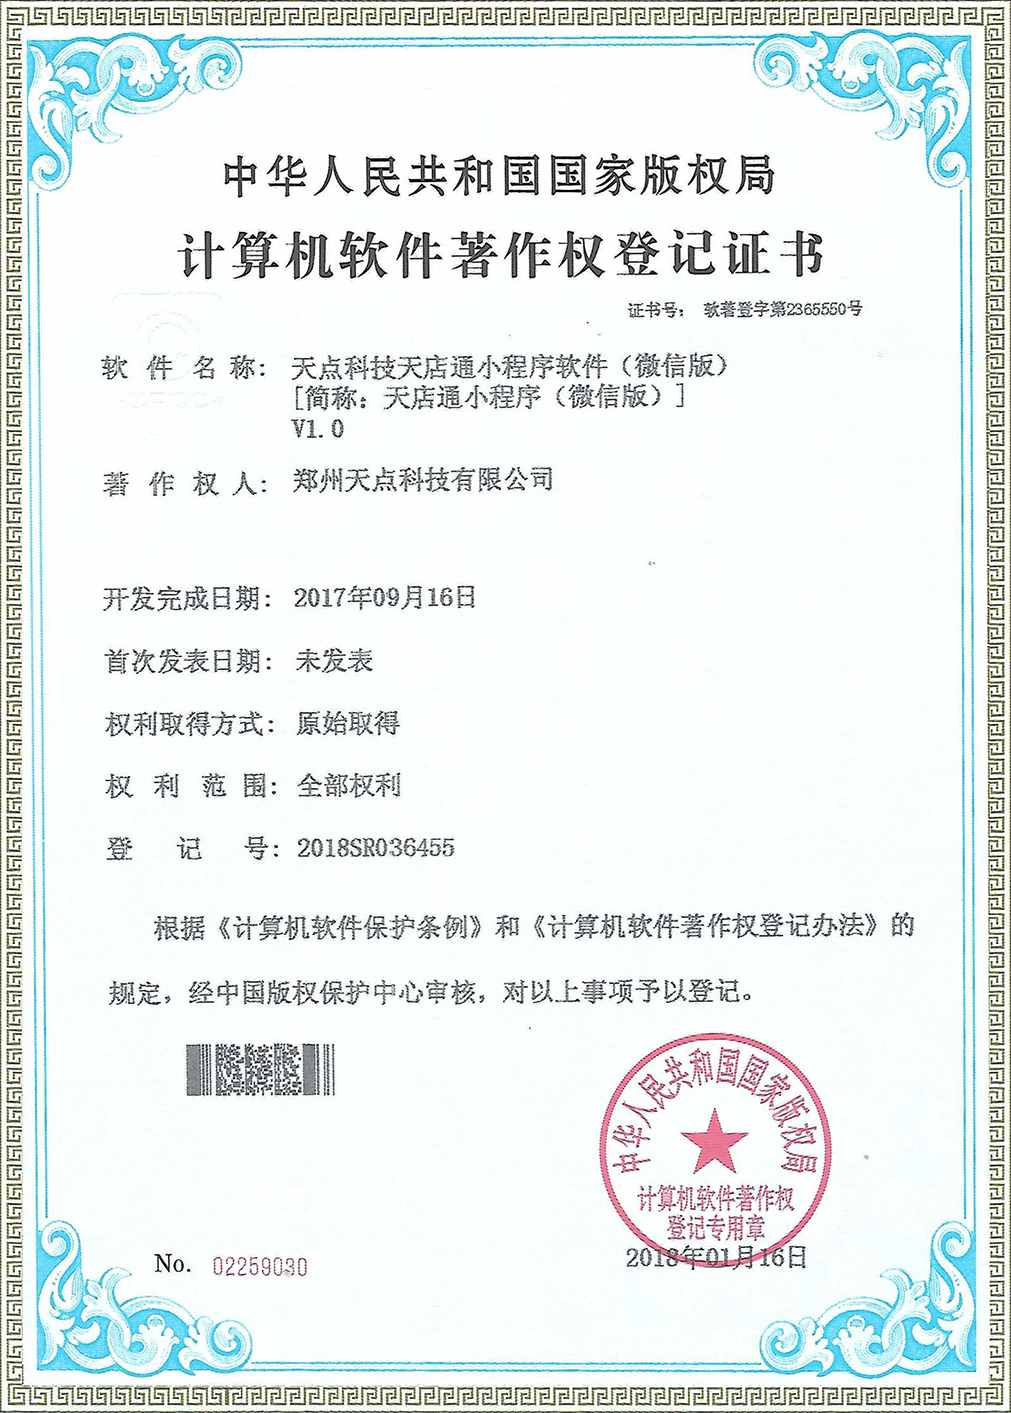 中华人民共和国国家版权局
计算机软件著作权登记证书
证书号： 软著登字第2365550号
软件名称： 天点科技天店通小程序软件（微信版）
[简称：天店通小程序（微信版）]
V1.0
著作权人： 郑州天点科技有限公司
开发完成日期： 2017年09月16日
首次发表日期： 未发表
权利取得方式： 原始取得
权利范围： 全部权利
登记号： 2018SR036455
根据《计算机软件保护条例》和《计算机软件著作权登记办法》的
规定，经中国版权保护中心审核，对以上事项予以登记。
中华人民共和国国家版权局
计算机软件著作权
登记专用章
No. 02259030
2018年01月16日